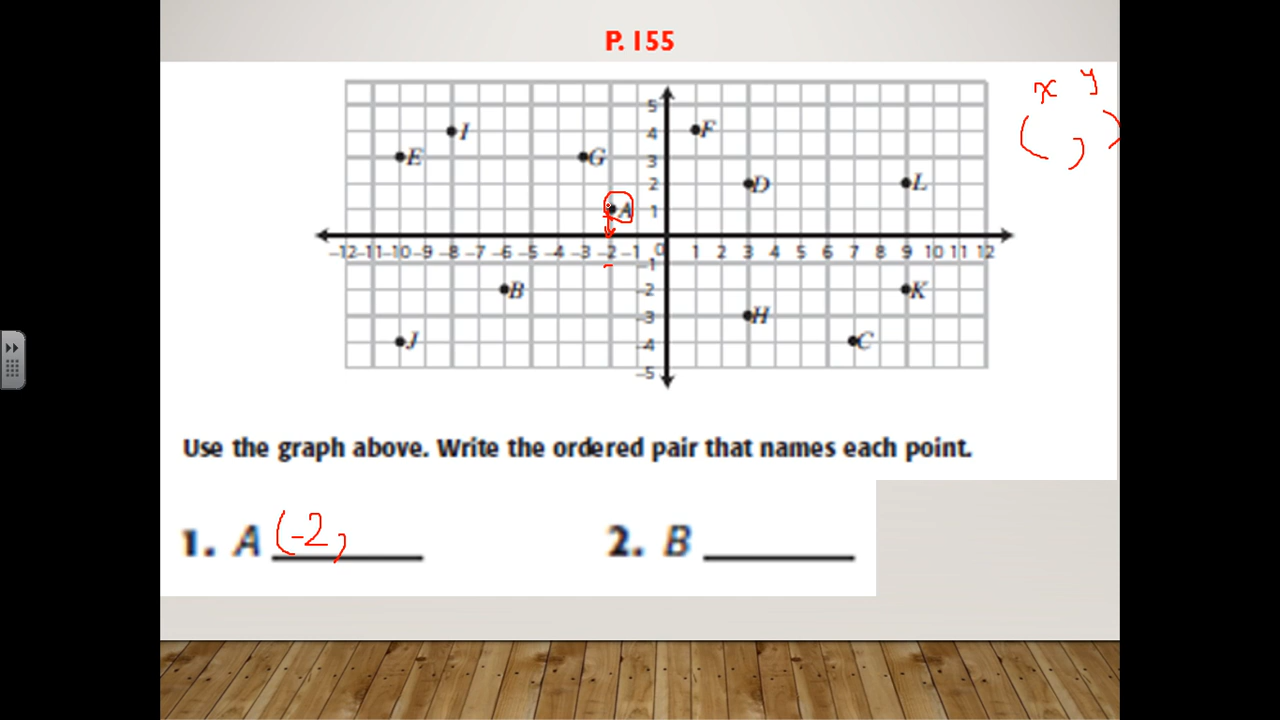 P. 155
x y
( , )
5
I 4 F
E G 3
D 2 L
A 1
-12 -11 -10 -9 -8 -7 -6 -5 -4 -3 -2 -1 0 1 2 3 4 5 6 7 8 9 10 11 12
-1
B -2 K
-3 H
J -4 C
-5
Use the graph above. Write the ordered pair that names each point.
1. A (-2, 2. B